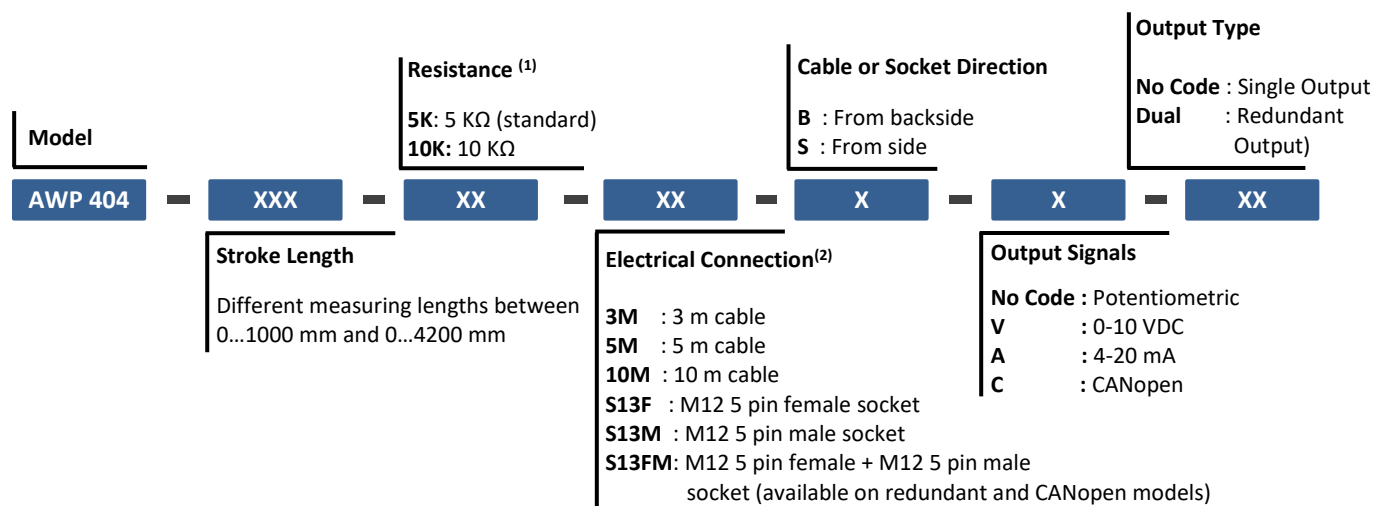 Output Type
No Code : Single Output
Dual : Redundant
Output)
Cable or Socket Direction
B : From backside
S : From side
Resistance (1)
5K: 5 KΩ (standard)
10K: 10 KΩ
Model
AWP 404 – XXX – XX – XX – X – X – XX
Stroke Length
Different measuring lengths between
0...1000 mm and 0...4200 mm
Electrical Connection(2)
3M : 3 m cable
5M : 5 m cable
10M : 10 m cable
S13F : M12 5 pin female socket
S13M : M12 5 pin male socket
S13FM: M12 5 pin female + M12 5 pin male
socket (available on redundant and CANopen models)
Output Signals
No Code : Potentiometric
V : 0-10 VDC
A : 4-20 mA
C : CANopen